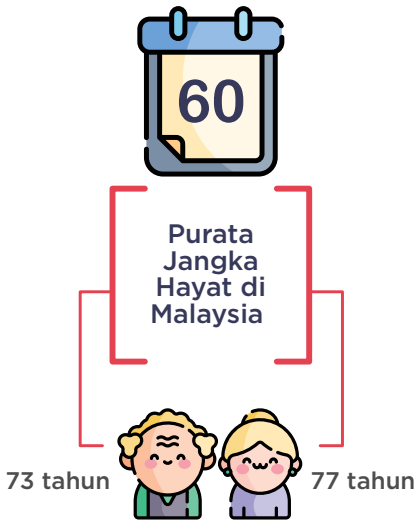 60
Purata
Jangka
Hayat di
Malaysia
73 tahun
77 tahun